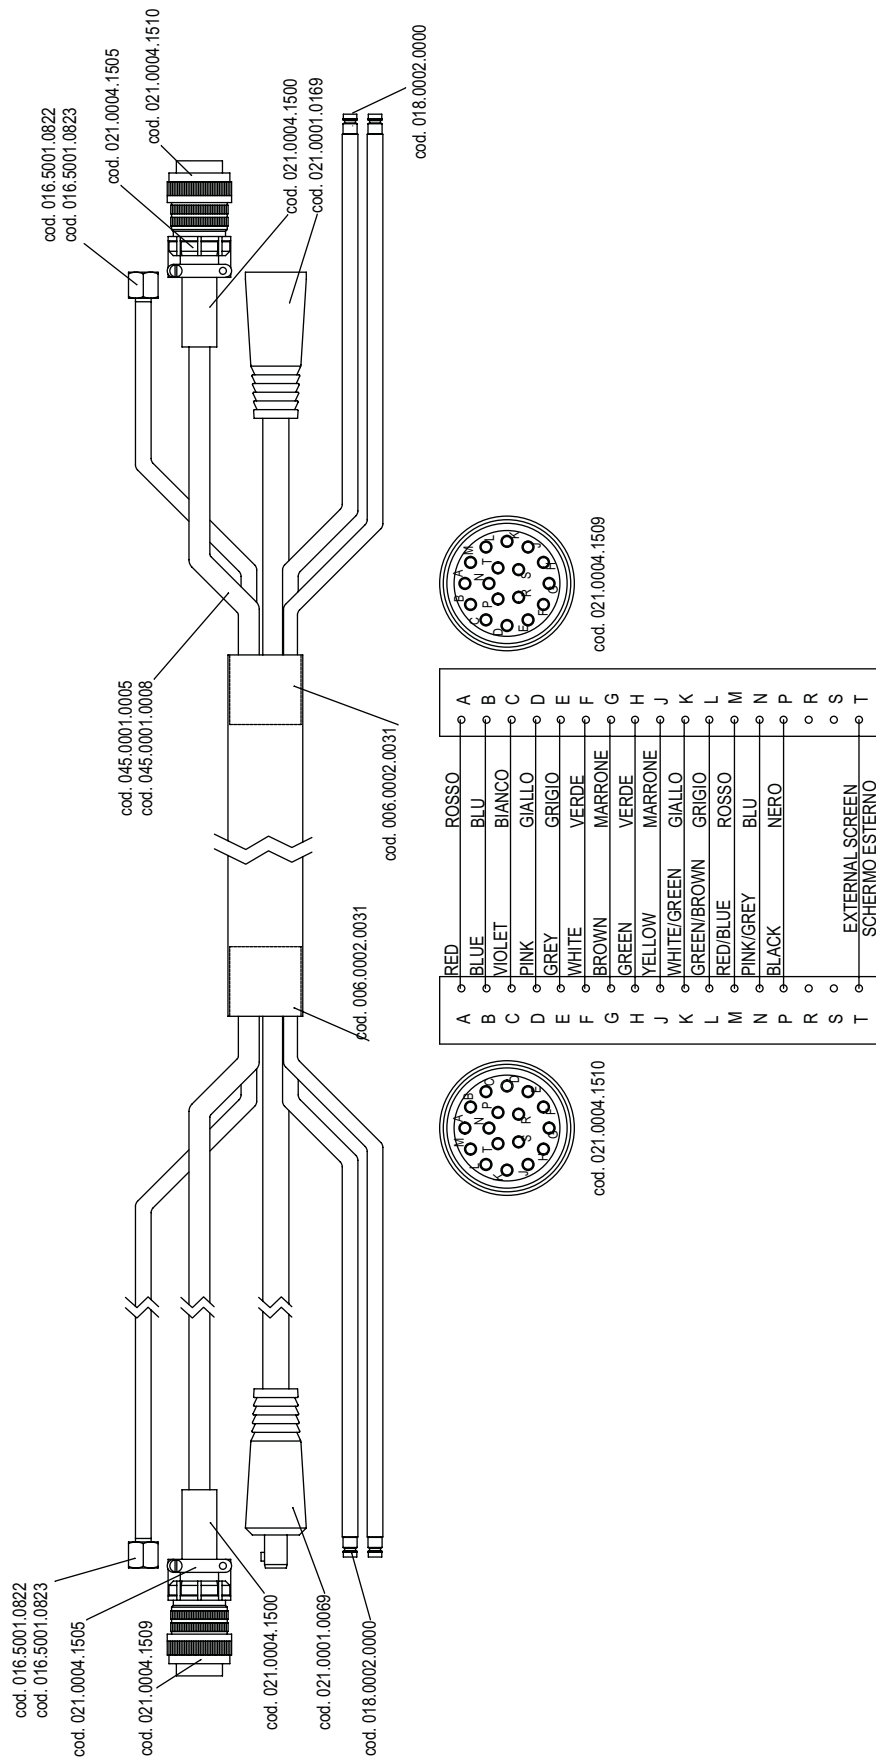 cod. 016.5001.0822
cod. 016.5001.0823
cod. 021.0004.1505
cod. 021.0004.1509
cod. 021.0004.1500
cod. 021.0001.0069
cod. 018.0002.0000
cod. 006.0002.0031
cod. 045.0001.0005
cod. 045.0001.0008
cod. 006.0002.0031
cod. 016.5001.0822
cod. 016.5001.0823
cod. 021.0004.1505
cod. 021.0004.1510
cod. 021.0004.1500
cod. 021.0001.0169
cod. 018.0002.0000
A B C D E F G H J K L M N P R S T
cod. 021.0004.1510
A RED ROSSO A
B BLUE BLU B
C VIOLET BIANCO C
D PINK GIALLO D
E GREY GRIGIO E
F WHITE VERDE F
G BROWN MARRONE G
H GREEN VERDE H
J YELLOW MARRONE J
K WHITE/GREEN GIALLO K
L GREEN/BROWN GRIGIO L
M RED/BLUE ROSSO M
N PINK/GREY BLU N
P BLACK NERO P
R R
S S
T EXTERNAL SCREEN T
SCHERMO ESTERNO
A B C D E F G H J K L M N P R S T
cod. 021.0004.1509